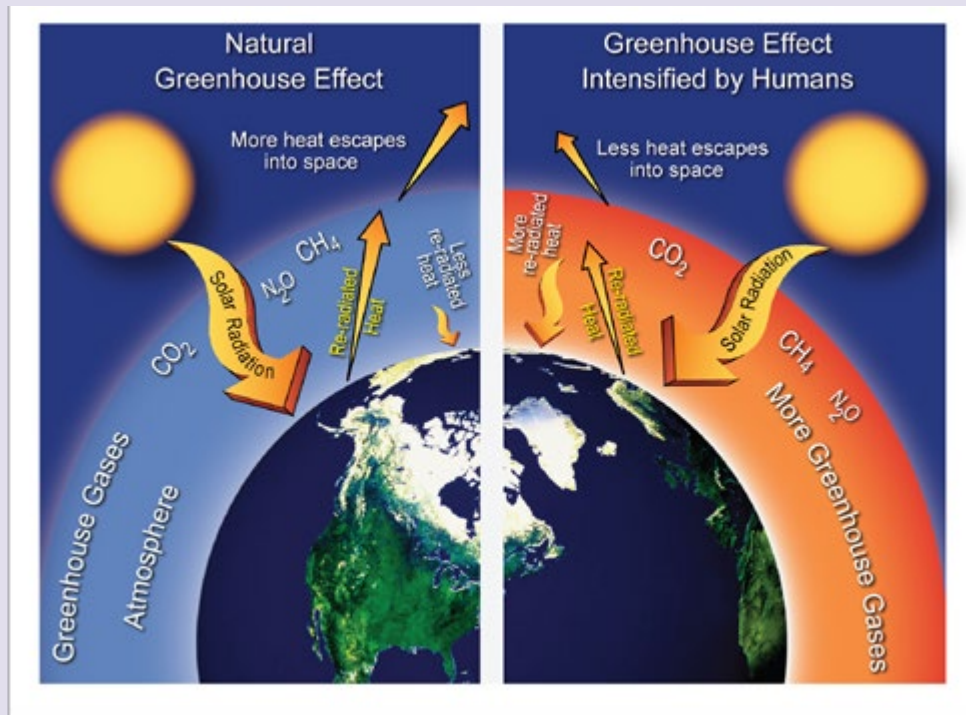 Natural
Greenhouse Effect
More heat escapes
into space
CH₄
N₂O
CO₂
Solar Radiation
Re-radiated
Heat
Less
re-radiated
heat
Greenhouse Gases
Atmosphere
Greenhouse Effect
Intensified by Humans
Less heat escapes
into space
More
re-radiated
heat
Re-radiated
Heat
CO₂
Solar Radiation
CH₄
N₂O
More Greenhouse Gases